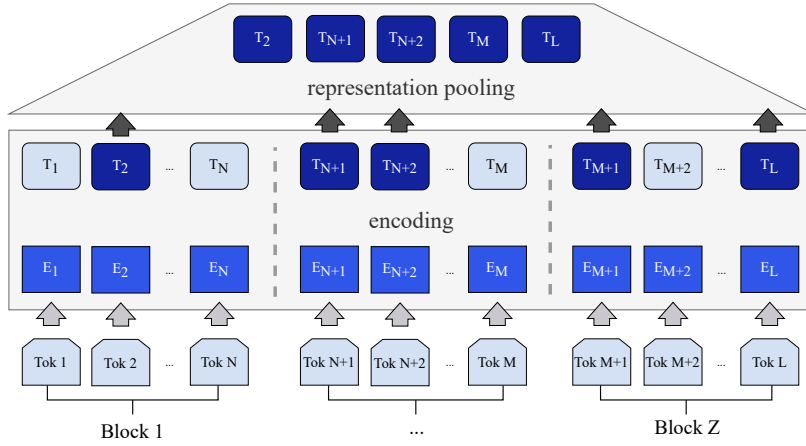 T2 TN+1 TN+2 TM TL
representation pooling
T1 T2 ... TN TN+1 TN+2 ... TM TM+1 TM+2 ... TL
encoding
E1 E2 ... EN EN+1 EN+2 ... EM EM+1 EM+2 ... EL
Tok 1 Tok 2 ... Tok N Tok N+1 Tok N+2 ... Tok M Tok M+1 Tok M+2 ... Tok L
Block 1 ... Block Z